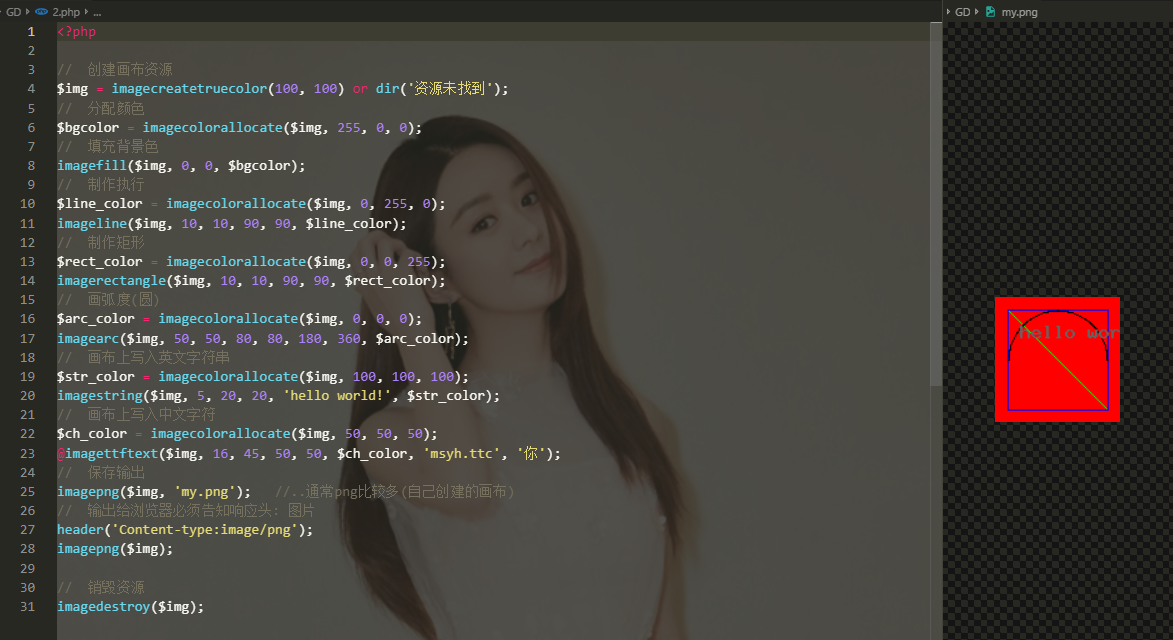 GD 2.php ...
1 <?php
2
3 // 创建画布资源
4 $img = imagecreatetruecolor(100, 100) or dir('资源未找到');
5 // 分配颜色
6 $bgcolor = imagecolorallocate($img, 255, 0, 0);
7 // 填充背景色
8 imagefill($img, 0, 0, $bgcolor);
9 // 制作执行
10 $line_color = imagecolorallocate($img, 0, 255, 0);
11 imageline($img, 10, 10, 90, 90, $line_color);
12 // 制作矩形
13 $rect_color = imagecolorallocate($img, 0, 0, 255);
14 imagerectangle($img, 10, 10, 90, 90, $rect_color);
15 // 画弧度(圆)
16 $arc_color = imagecolorallocate($img, 0, 0, 0);
17 imagearc($img, 50, 50, 80, 80, 180, 360, $arc_color);
18 // 画布上写入英文字符串
19 $str_color = imagecolorallocate($img, 100, 100, 100);
20 imagestring($img, 5, 20, 20, 'hello world!', $str_color);
21 // 画布上写入中文字符
22 $ch_color = imagecolorallocate($img, 50, 50, 50);
23 @imagettftext($img, 16, 45, 50, 50, $ch_color, 'msyh.ttc', '你');
24 // 保存输出
25 imagepng($img, 'my.png'); //..通常png比较多(自己创建的画布)
26 // 输出给浏览器必须告知响应头: 图片
27 header('Content-type:image/png');
28 imagepng($img);
29
30 // 销毁资源
31 imagedestroy($img);
GD my.png
hello wor